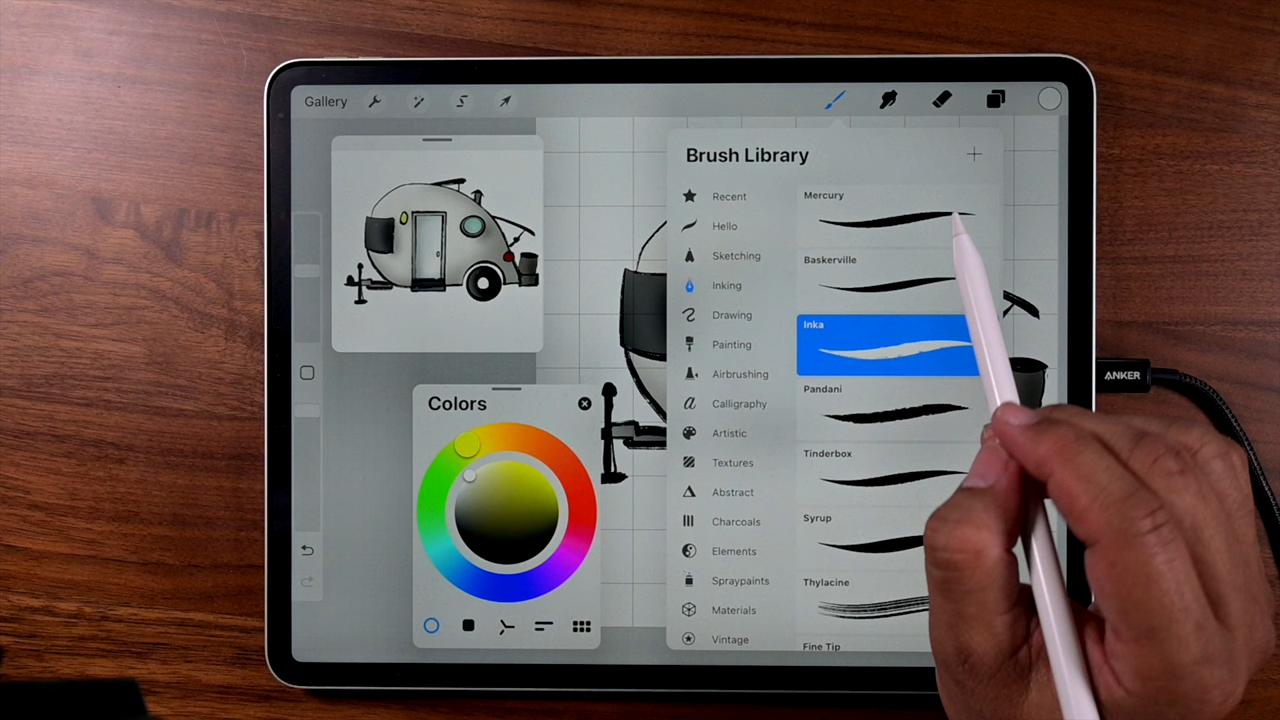 Gallery
Brush Library
Recent
Hello
Sketching
Inking
Drawing
Painting
Airbrushing
Calligraphy
Artistic
Textures
Abstract
Charcoals
Elements
Spraypaints
Materials
Vintage
Mercury
Baskerville
Inka
Pandani
Tinderbox
Syrup
Thylacine
Fine Tip
Colors
ANKER